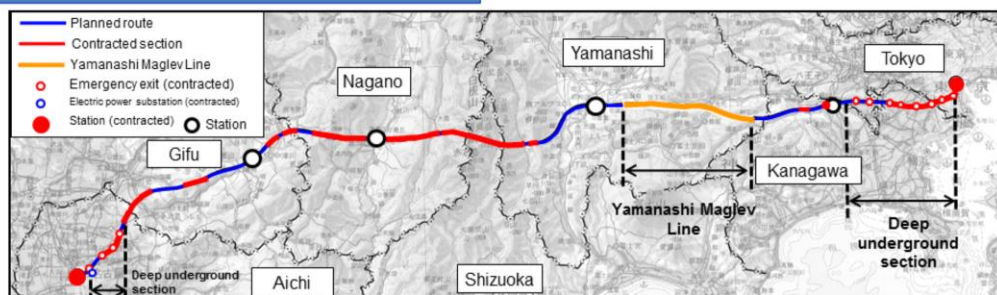 Planned route
Contracted section
Yamanashi Maglev Line
Emergency exit (contracted)
Electric power substation (contracted)
Station (contracted)
Station
Nagano
Yamanashi
Tokyo
Gifu
Kanagawa
Yamanashi Maglev
Line
Deep
underground
section
Deep underground
section
Aichi
Shizuoka